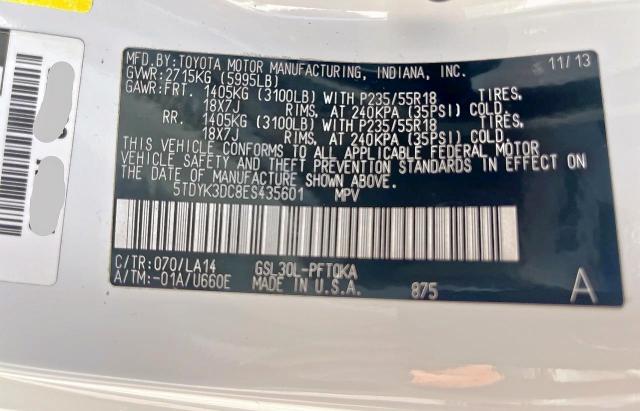 MFD. BY:TOYOTA MOTOR MANUFACTURING, INDIANA, INC. 11/13
GVWR:2715KG (5995LB)
GAWR:FRT. 1405KG (3100LB) WITH P235/55R18 TIRES,
18X7J RIMS, AT 240KPA (35PSI) COLD.
RR. 1405KG (3100LB) WITH P235/55R18 TIRES,
18X7J RIMS, AT 240KPA (35PSI) COLD.
THIS VEHICLE CONFORMS TO ALL APPLICABLE FEDERAL MOTOR
VEHICLE SAFETY AND THEFT PREVENTION STANDARDS IN EFFECT ON
THE DATE OF MANUFACTURE SHOWN ABOVE.
5TDYK3DC8ES435601 MPV
C/TR:070/LA14 GSL30L-PFTQKA
A/TM:-01A/U660E MADE IN U.S.A. 875 A